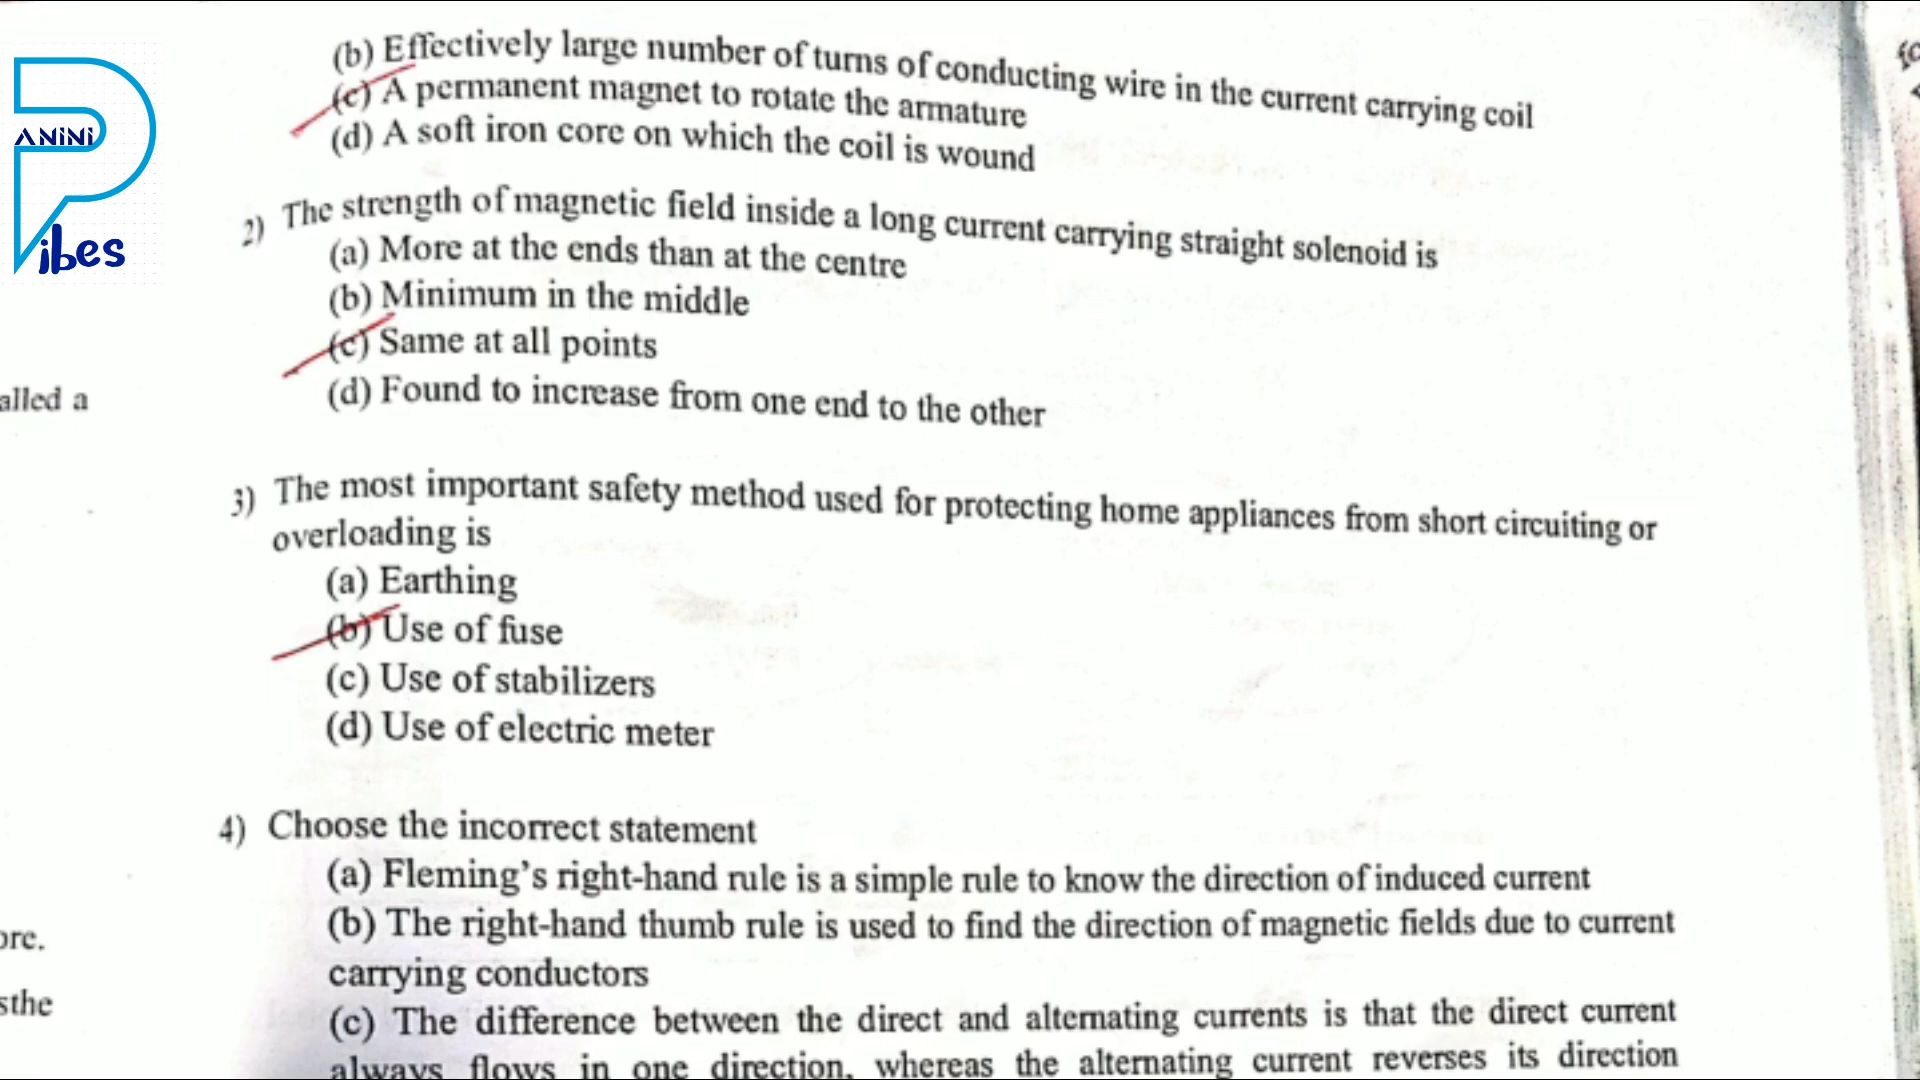 PANiNi
Vibes
(b) Effectively large number of turns of conducting wire in the current carrying coil
(c) A permanent magnet to rotate the armature
(d) A soft iron core on which the coil is wound
2) The strength of magnetic field inside a long current carrying straight solenoid is
(a) More at the ends than at the centre
(b) Minimum in the middle
(c) Same at all points
(d) Found to increase from one end to the other
alled a
3) The most important safety method used for protecting home appliances from short circuiting or
overloading is
(a) Earthing
(b) Use of fuse
(c) Use of stabilizers
(d) Use of electric meter
4) Choose the incorrect statement
(a) Fleming's right-hand rule is a simple rule to know the direction of induced current
(b) The right-hand thumb rule is used to find the direction of magnetic fields due to current
ore.
carrying conductors
sthe
(c) The difference between the direct and alternating currents is that the direct current
always flows in one direction, whereas the alternating current reverses its direction